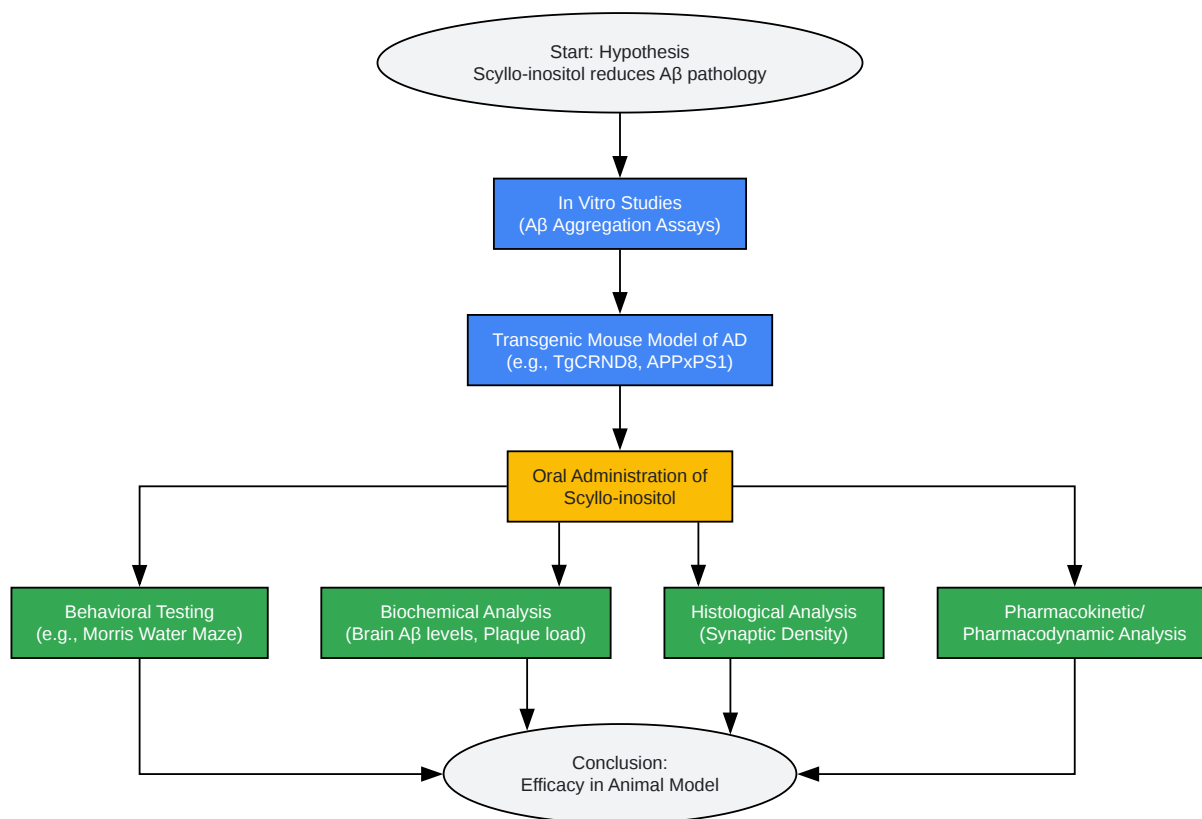 Start: Hypothesis
Scyllo-inositol reduces Aβ pathology
In Vitro Studies
(Aβ Aggregation Assays)
Transgenic Mouse Model of AD
(e.g., TgCRND8, APPxPS1)
Oral Administration of
Scyllo-inositol
Behavioral Testing
(e.g., Morris Water Maze)
Biochemical Analysis
(Brain Aβ levels, Plaque load)
Histological Analysis
(Synaptic Density)
Pharmacokinetic/
Pharmacodynamic Analysis
Conclusion:
Efficacy in Animal Model